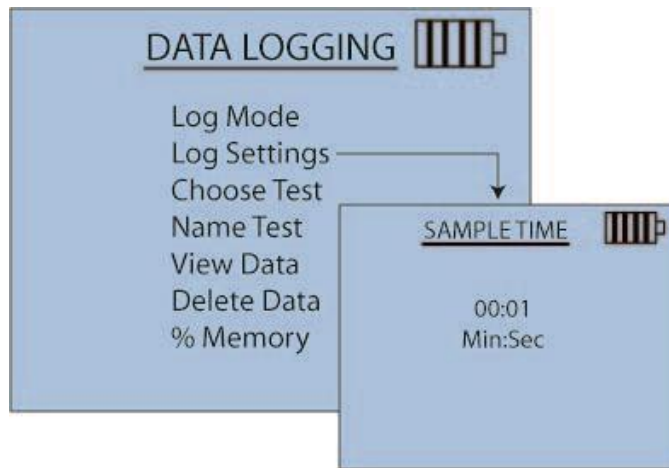 DATA LOGGING
Log Mode
Log Settings
Choose Test
Name Test
View Data
Delete Data
% Memory
SAMPLE TIME
00:01
Min:Sec